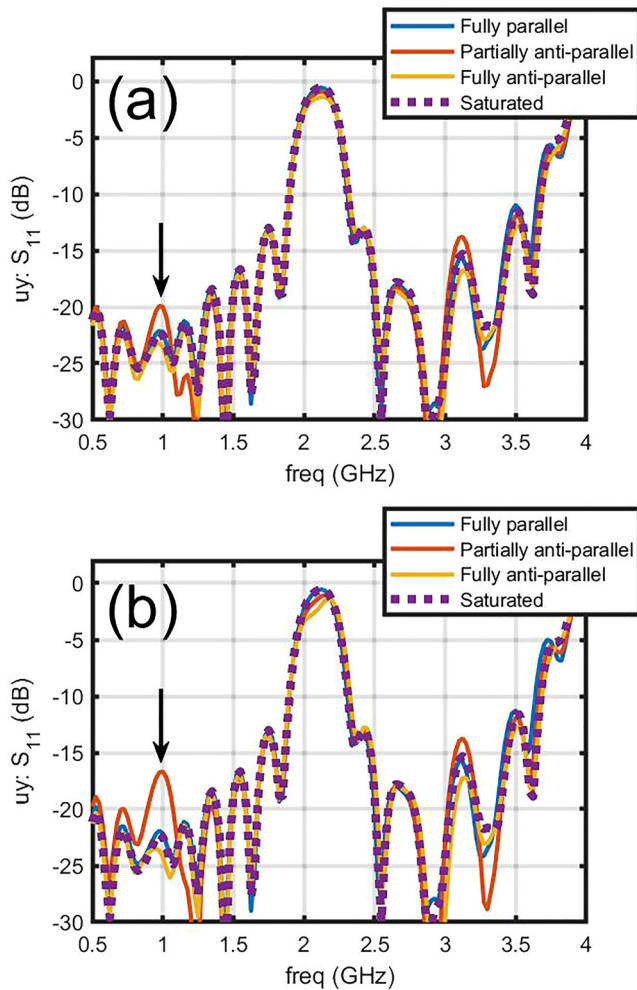 Fully parallel
Partially anti-parallel
Fully anti-parallel
Saturated
(a)
0
-5
-10
-15
-20
-25
-30
uy: S11 (dB)
0.5 1 1.5 2 2.5 3 3.5 4
freq (GHz)
Fully parallel
Partially anti-parallel
Fully anti-parallel
Saturated
(b)
0
-5
-10
-15
-20
-25
-30
uy: S11 (dB)
0.5 1 1.5 2 2.5 3 3.5 4
freq (GHz)